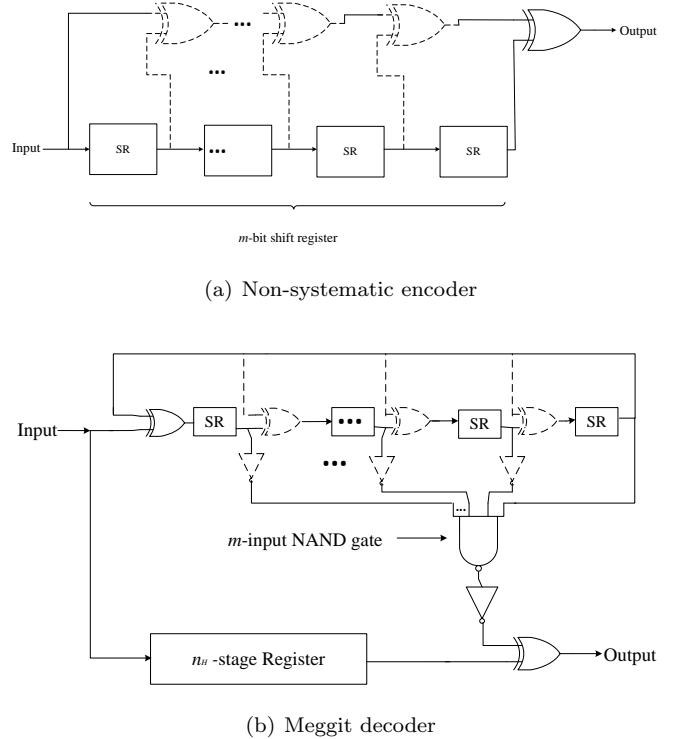 Output
Input
SR
...
SR
SR
m-bit shift register
(a) Non-systematic encoder
Input
SR
...
SR
SR
...
m-input NAND gate
n_H -stage Register
Output
(b) Meggit decoder